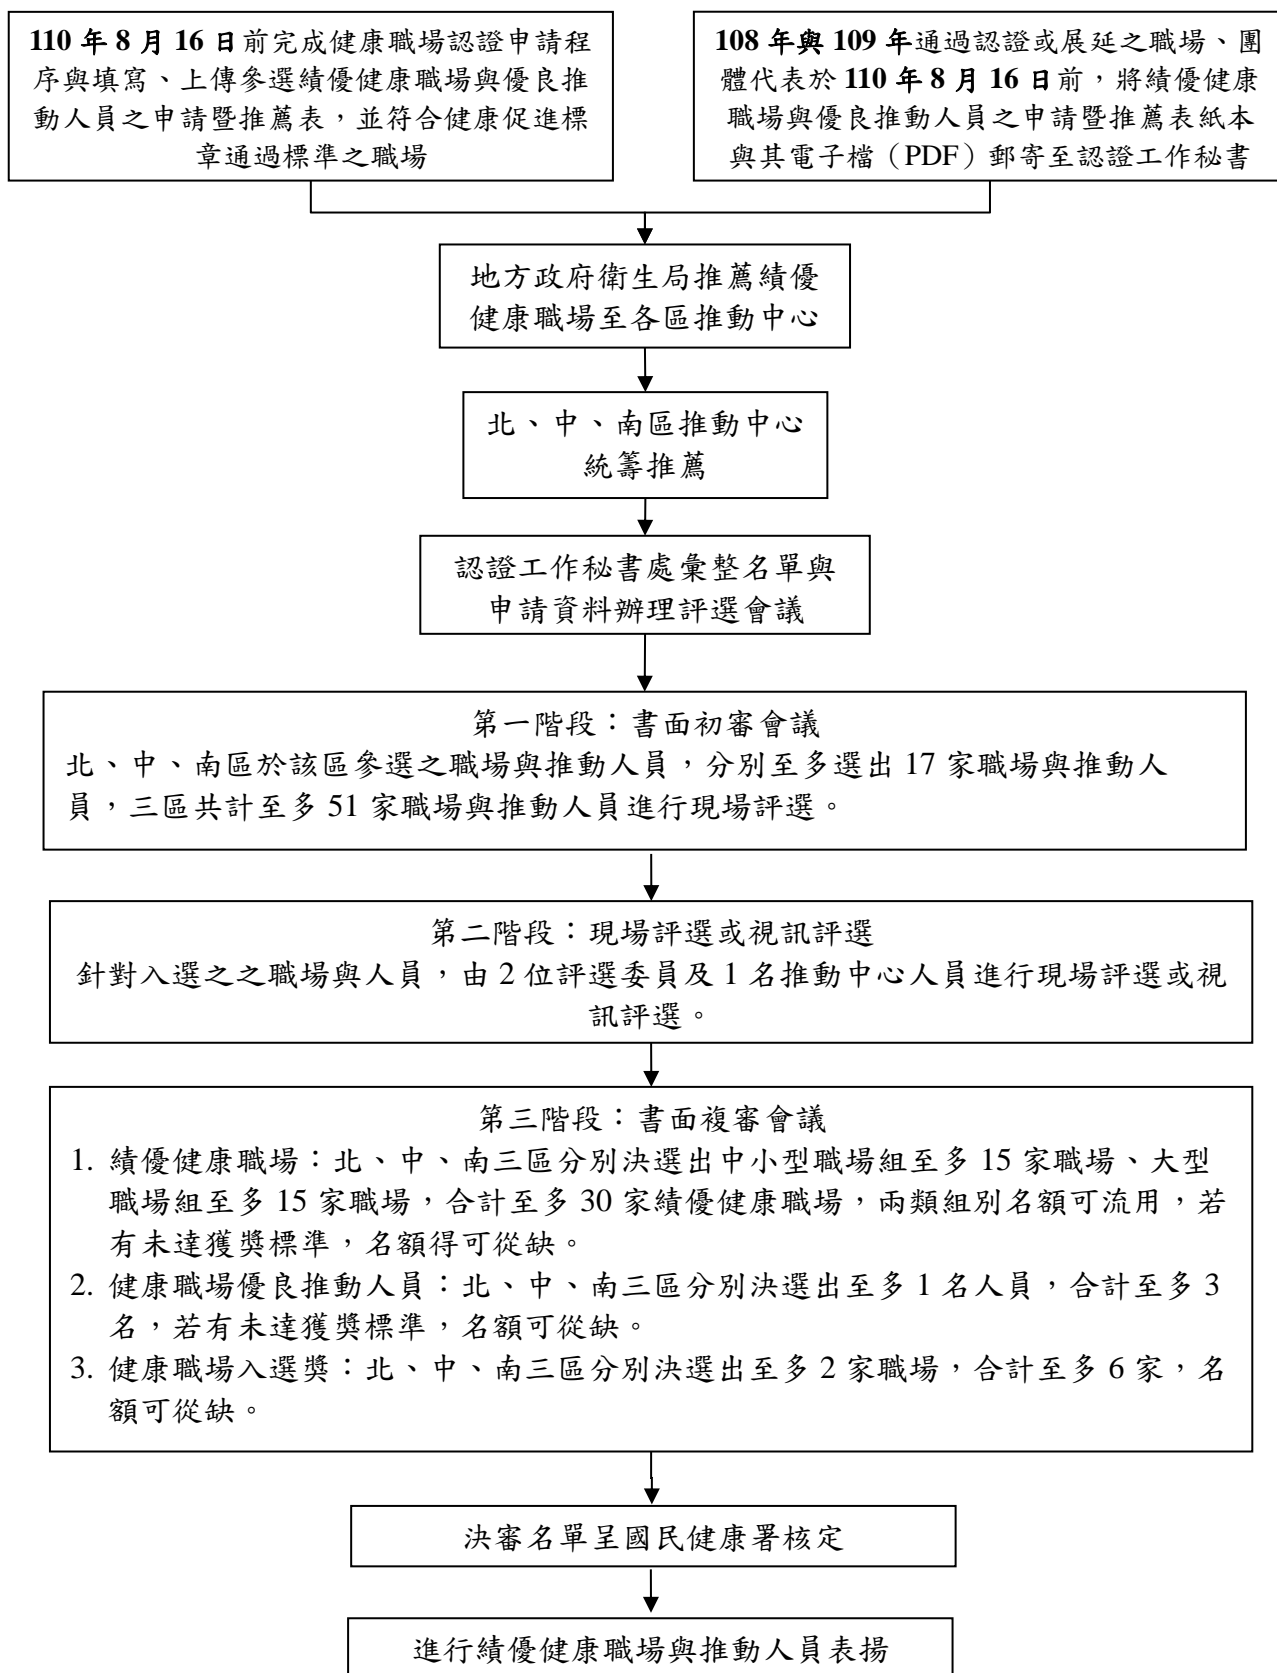 110 年 8 月 16 日前完成健康職場認證申請程
序與填寫、上傳參選績優健康職場與優良推
動人員之申請暨推薦表，並符合健康促進標
章通過標準之職場
108 年與 109 年通過認證或展延之職場、團
體代表於 110 年 8 月 16 日前，將績優健康
職場與優良推動人員之申請暨推薦表紙本
與其電子檔（PDF）郵寄至認證工作秘書
地方政府衛生局推薦績優
健康職場至各區推動中心
北、中、南區推動中心
統籌推薦
認證工作秘書處彙整名單與
申請資料辦理評選會議
第一階段：書面初審會議
北、中、南區於該區參選之職場與推動人員，分別至多選出 17 家職場與推動人
員，三區共計至多 51 家職場與推動人員進行現場評選。
第二階段：現場評選或視訊評選
針對入選之之職場與人員，由 2 位評選委員及 1 名推動中心人員進行現場評選或視
訊評選。
第三階段：書面複審會議
1. 績優健康職場：北、中、南三區分別決選出中小型職場組至多 15 家職場、大型
職場組至多 15 家職場，合計至多 30 家績優健康職場，兩類組別名額可流用，若
有未達獲獎標準，名額得可從缺。
2. 健康職場優良推動人員：北、中、南三區分別決選出至多 1 名人員，合計至多 3
名，若有未達獲獎標準，名額可從缺。
3. 健康職場入選獎：北、中、南三區分別決選出至多 2 家職場，合計至多 6 家，名
額可從缺。
決審名單呈國民健康署核定
進行績優健康職場與推動人員表揚